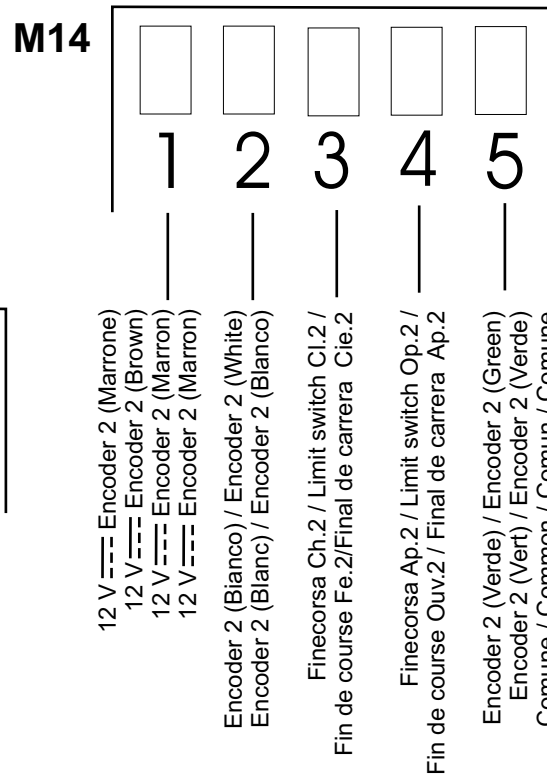 M14
1 2 3 4 5
12 V Encoder 2 (Marrone)
12 V Encoder 2 (Brown)
12 V Encoder 2 (Marron)
12 V Encoder 2 (Marron)
Encoder 2 (Bianco) / Encoder 2 (White)
Encoder 2 (Blanc) / Encoder 2 (Blanco)
Finecorsa Ch.2 / Limit switch Cl.2 /
Fin de course Fe.2/Final de carrera Cie.2
Finecorsa Ap.2 / Limit switch Op.2 /
Fin de course Ouv.2 / Final de carrera Ap.2
Encoder 2 (Verde) / Encoder 2 (Green)
Encoder 2 (Vert) / Encoder 2 (Verde)
Comune / Common / Comun / Comune